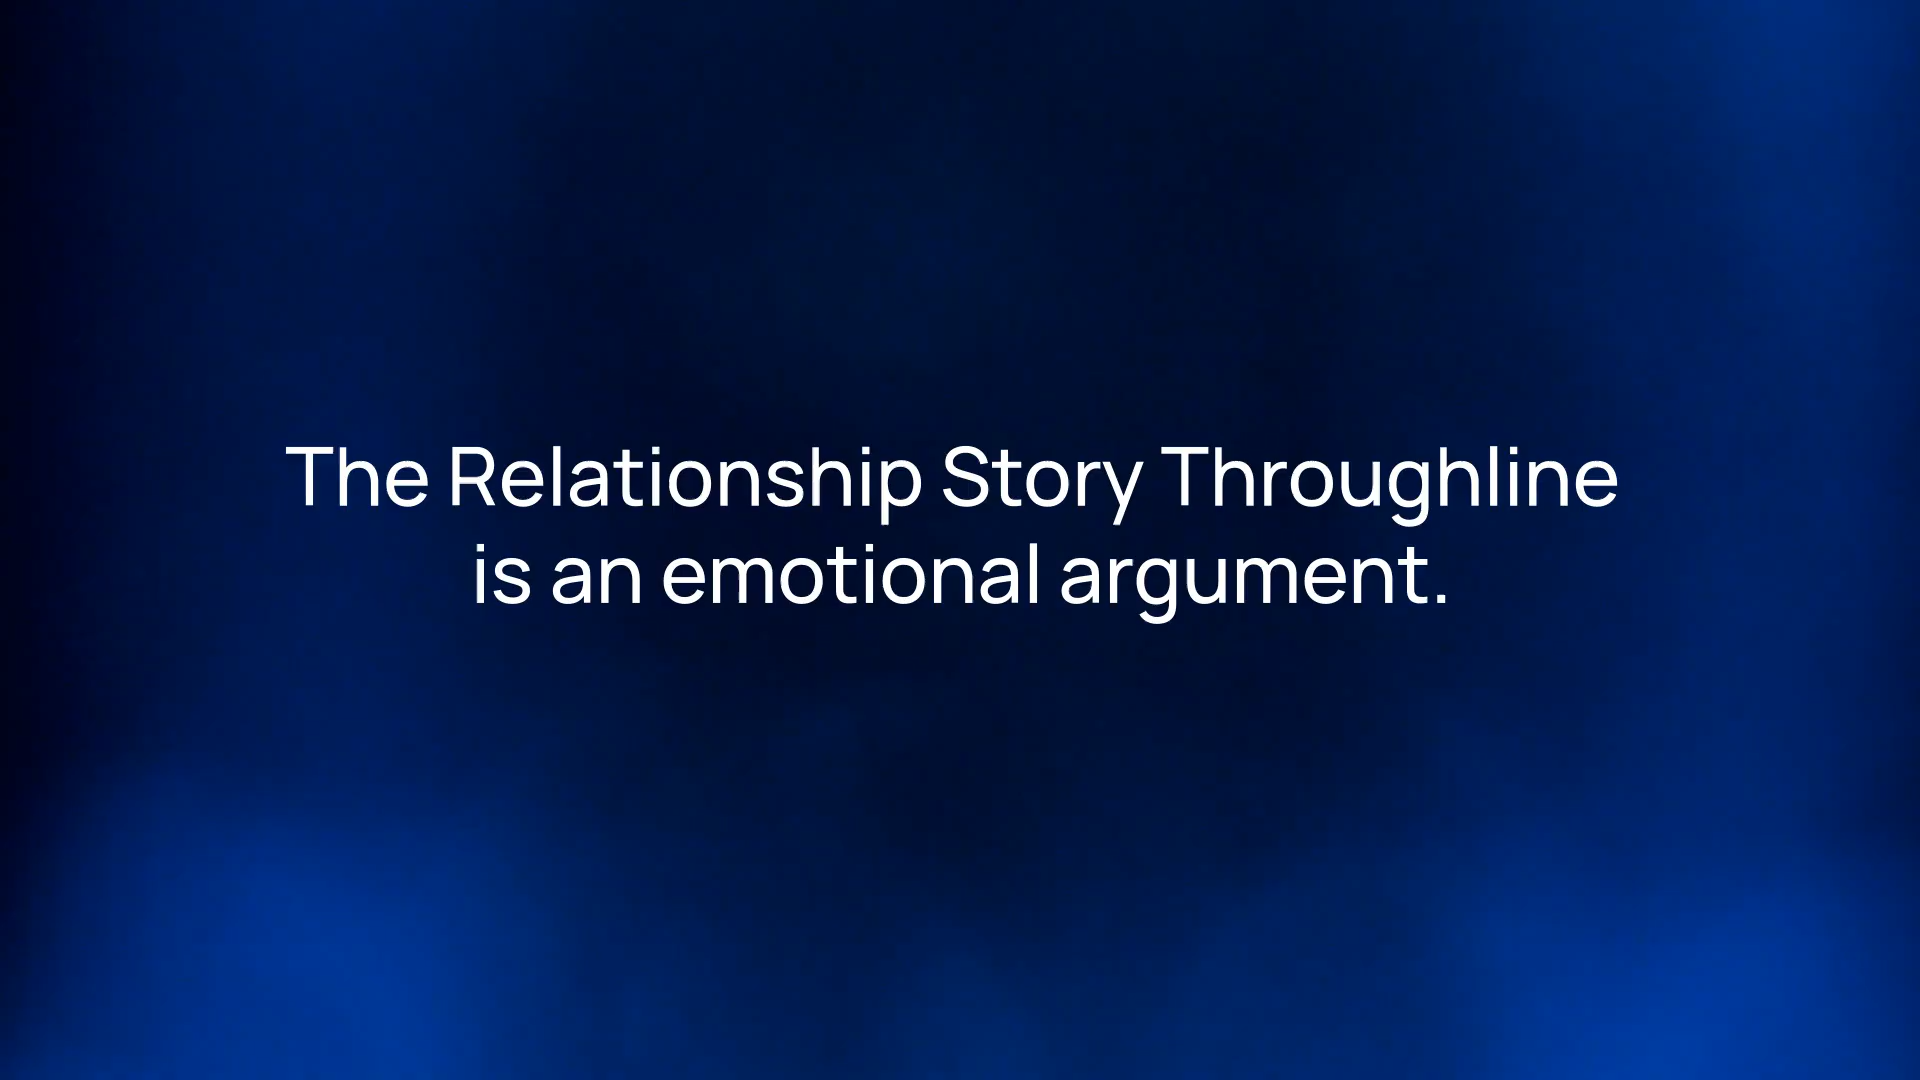 The Relationship Story Throughline
is an emotional argument.